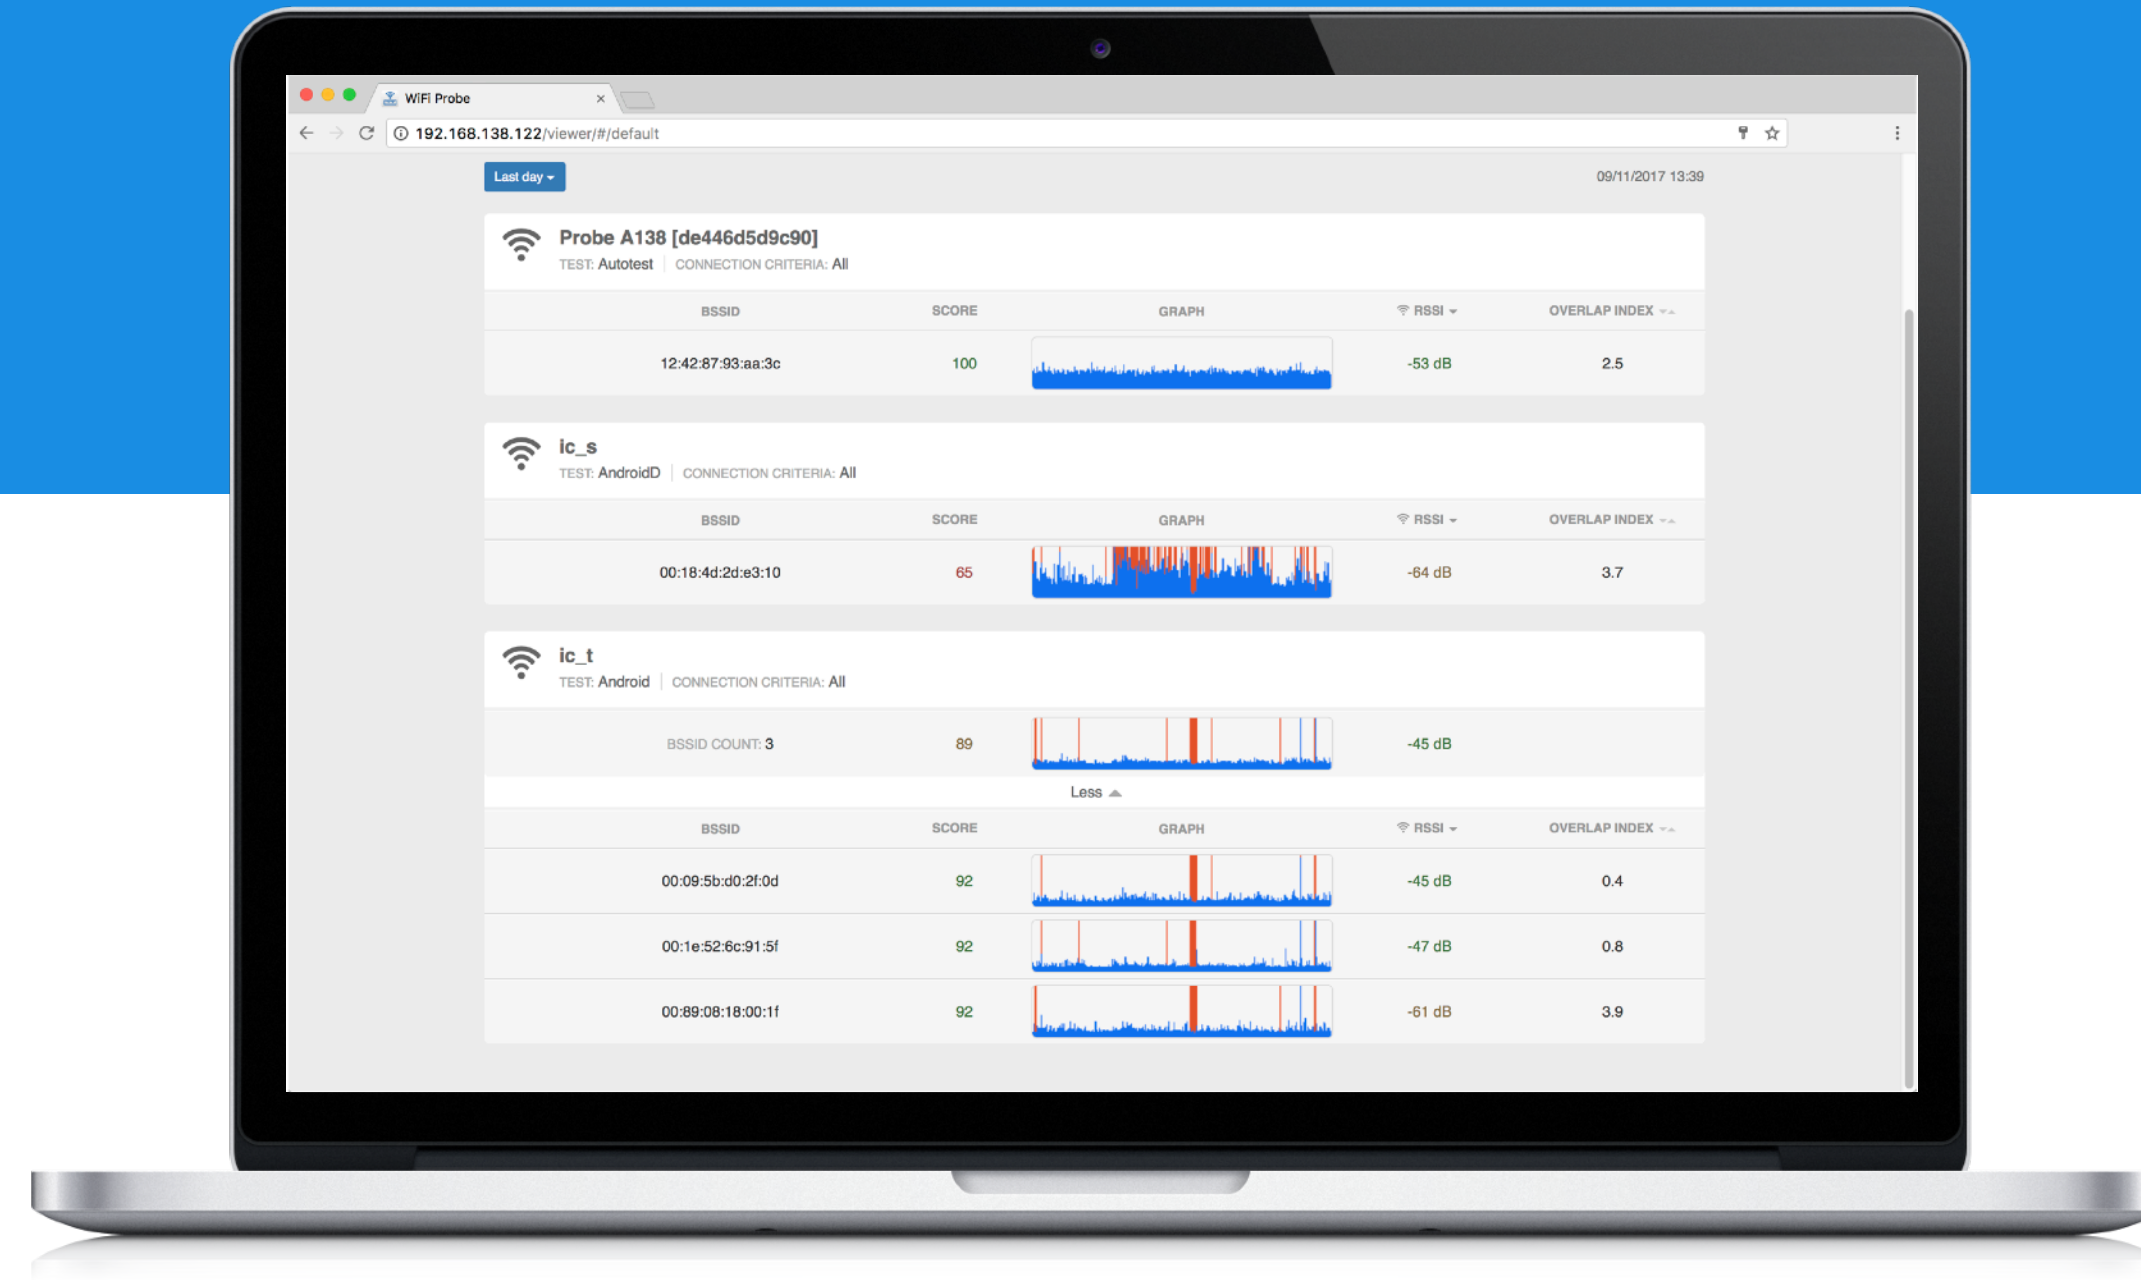 WiFi Probe
192.168.138.122/viewer/#/default
Last day
09/11/2017 13:39
Probe A138 [de446d5d9c90]
TEST: Autotest CONNECTION CRITERIA: All
BSSID SCORE GRAPH RSSI OVERLAP INDEX
12:42:87:93:aa:3c 100 -53 dB 2.5
ic_s
TEST: AndroidD CONNECTION CRITERIA: All
BSSID SCORE GRAPH RSSI OVERLAP INDEX
00:18:4d:2d:e3:10 65 -64 dB 3.7
ic_t
TEST: Android CONNECTION CRITERIA: All
BSSID COUNT: 3 89 -45 dB
Less
BSSID SCORE GRAPH RSSI OVERLAP INDEX
00:09:5b:d0:2f:0d 92 -45 dB 0.4
00:1e:52:6c:91:5f 92 -47 dB 0.8
00:89:08:18:00:1f 92 -61 dB 3.9